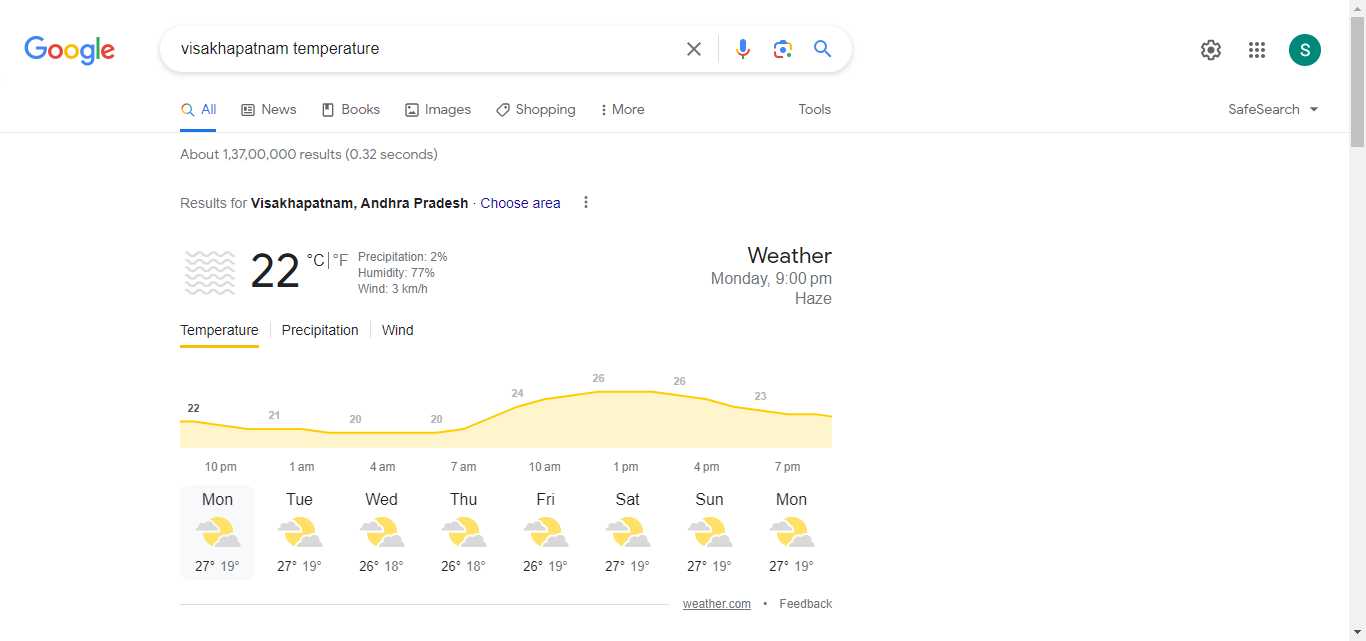 Google
visakhapatnam temperature
S
All News Books Images Shopping More Tools SafeSearch
About 1,37,00,000 results (0.32 seconds)
Results for Visakhapatnam, Andhra Pradesh · Choose area
22 °C|°F
Precipitation: 2%
Humidity: 77%
Wind: 3 km/h
Weather
Monday, 9:00 pm
Haze
Temperature Precipitation Wind
22 21 20 20 24 26 26 23
10 pm 1 am 4 am 7 am 10 am 1 pm 4 pm 7 pm
Mon Tue Wed Thu Fri Sat Sun Mon
27° 19° 27° 19° 26° 18° 26° 18° 26° 19° 27° 19° 27° 19° 27° 19°
weather.com • Feedback